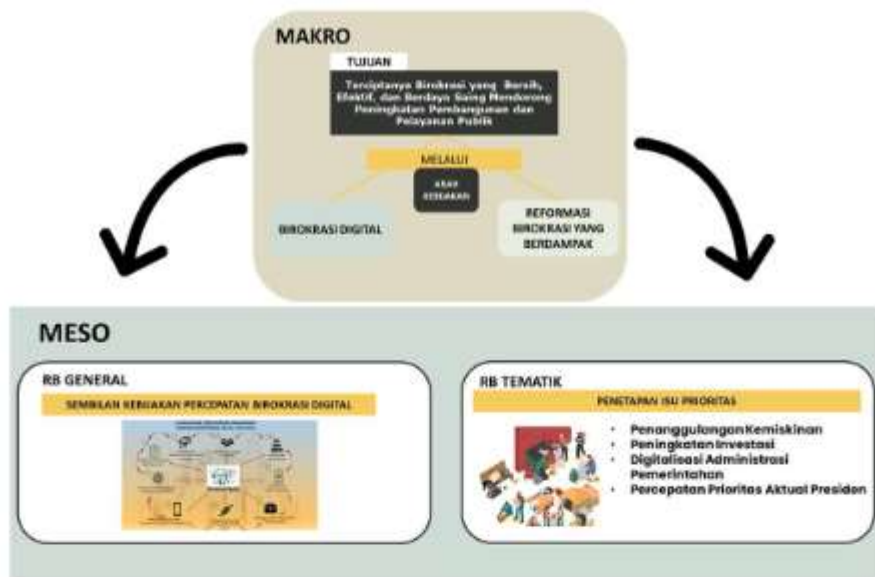 MAKRO
TUJUAN
Terciptanya Birokrasi yang Bersih,
Efektif, dan Berdaya Saing Mendorong
Peningkatan Pembangunan dan
Pelayanan Publik
MELALUI
ARAH
KEBIJAKAN
BIROKRASI DIGITAL
REFORMASI
BIROKRASI YANG
BERDAMPAK
MESO
RB GENERAL
SEMBILAN KEBIJAKAN PERCEPATAN BIROKRASI DIGITAL
RB TEMATIK
PENETAPAN ISU PRIORITAS
• Penanggulangan Kemiskinan
• Peningkatan Investasi
• Digitalisasi Administrasi
Pemerintahan
• Percepatan Prioritas Aktual Presiden